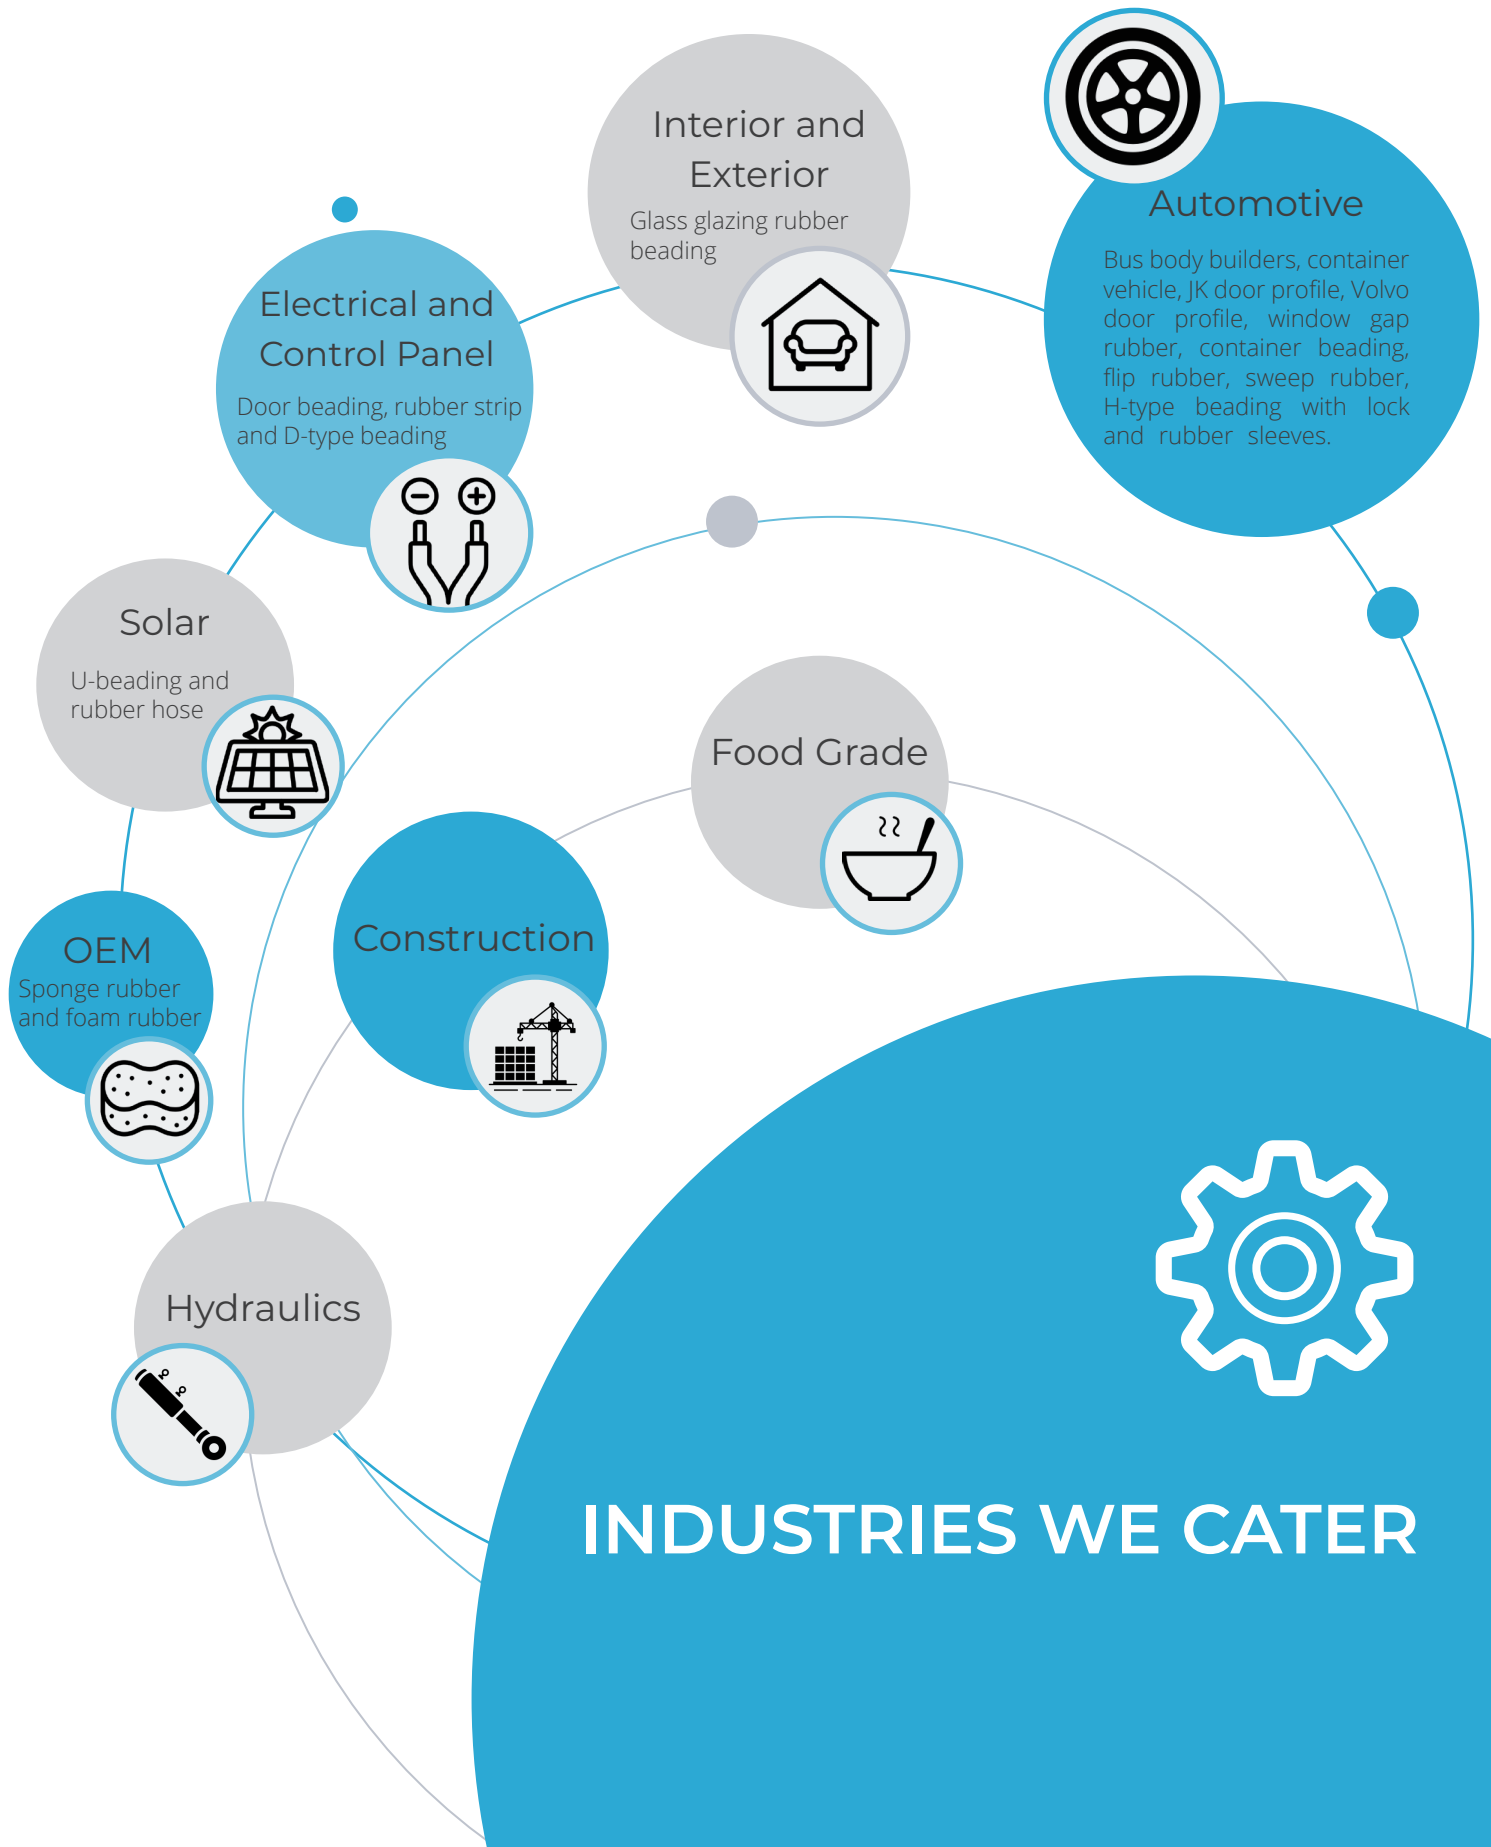 Interior and
Exterior
Glass glazing rubber
beading
Automotive
Bus body builders, container
vehicle, JK door profile, Volvo
door profile, window gap
rubber, container beading,
flip rubber, sweep rubber,
H-type beading with lock
and rubber sleeves.
Electrical and
Control Panel
Door beading, rubber strip
and D-type beading
Solar
U-beading and
rubber hose
Food Grade
Construction
OEM
Sponge rubber
and foam rubber
Hydraulics
INDUSTRIES WE CATER